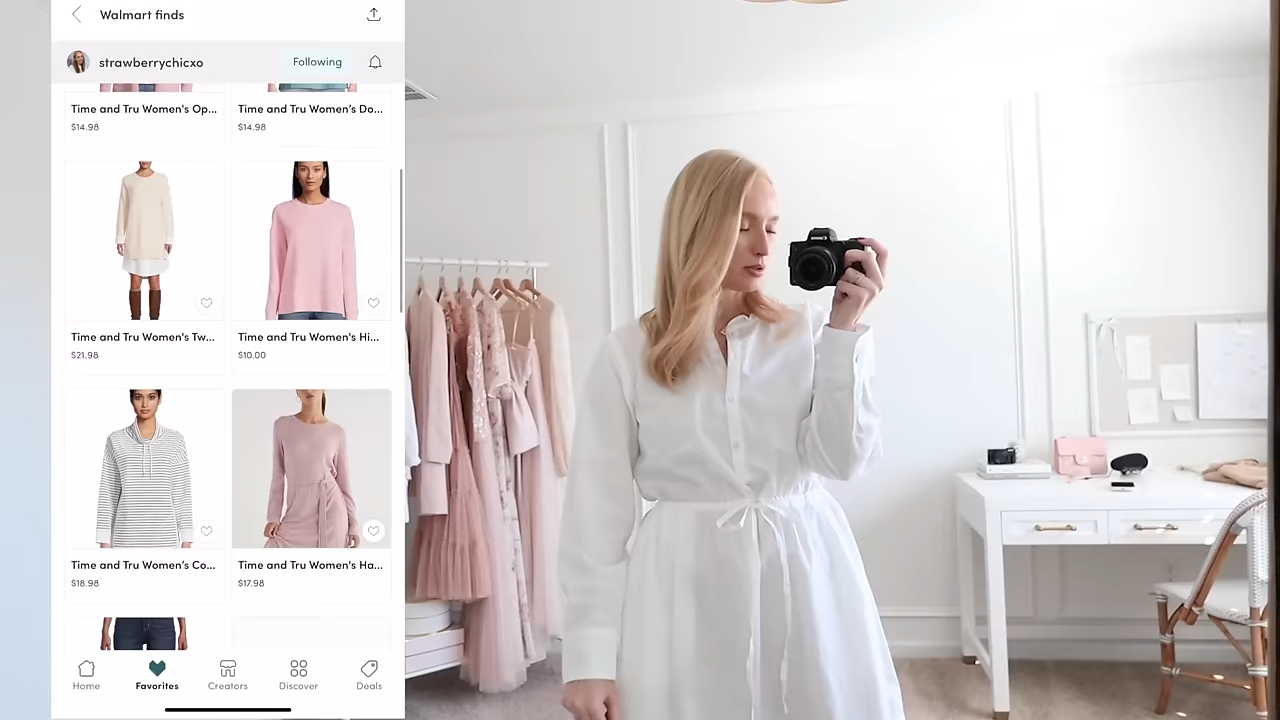 Walmart finds
strawberrychicxo
Following
Time and Tru Women's Op...
$14.98
Time and Tru Women's Do...
$14.98
Time and Tru Women's Tw...
$21.98
Time and Tru Women's Hi...
$10.00
Time and Tru Women's Co...
$18.98
Time and Tru Women's Ha...
$17.98
Home
Favorites
Creators
Discover
Deals